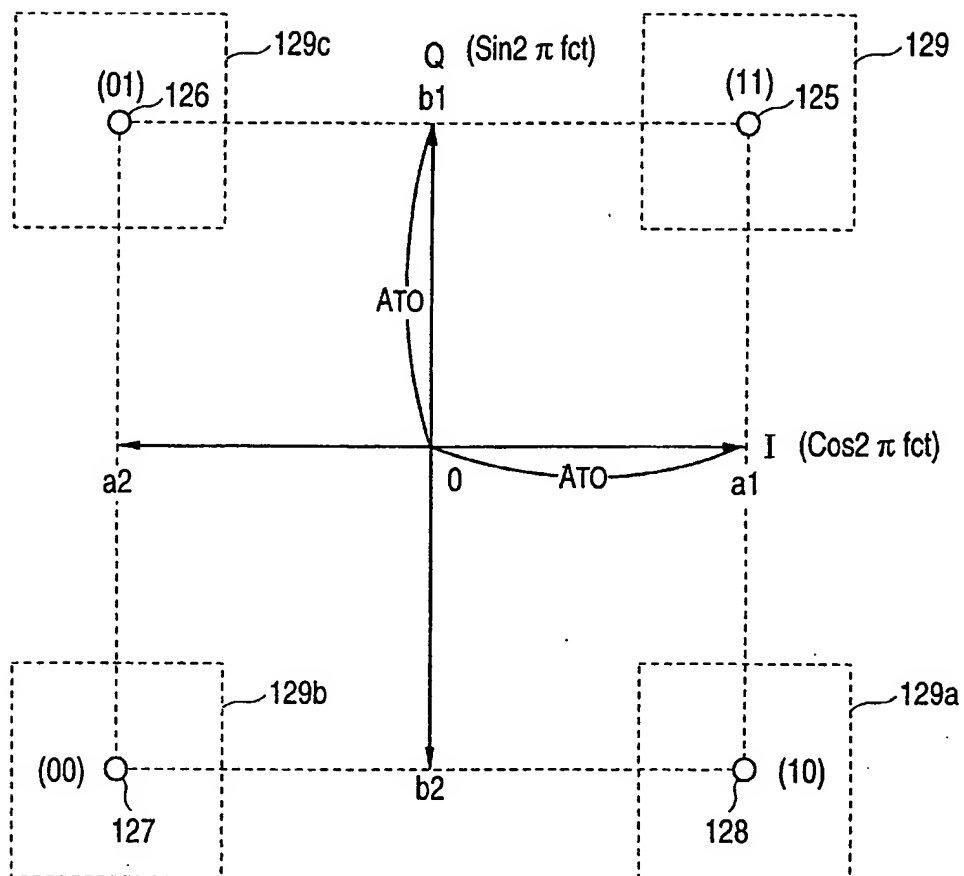 129c
Q (Sin2 π fct)
129
(01)
126
b1
(11)
125
ATO
I (Cos2 π fct)
a2
0
ATO
a1
129b
129a
(00)
127
b2
(10)
128